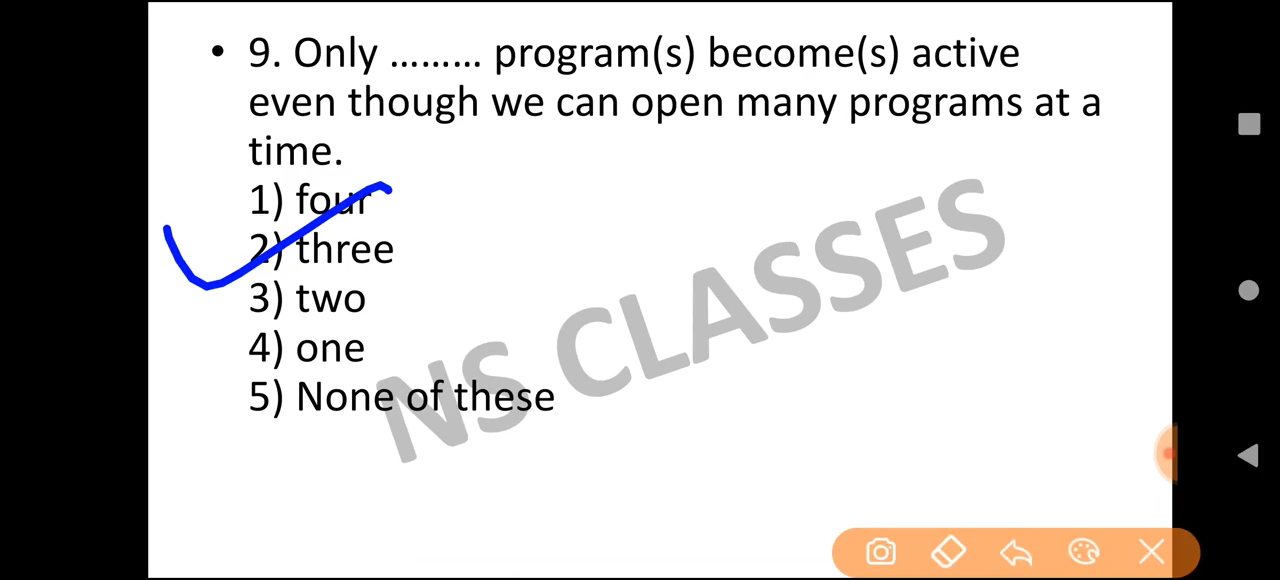 • 9. Only ......... program(s) become(s) active
even though we can open many programs at a
time.
1) four
2) three
3) two
4) one
5) None of these
NS CLASSES